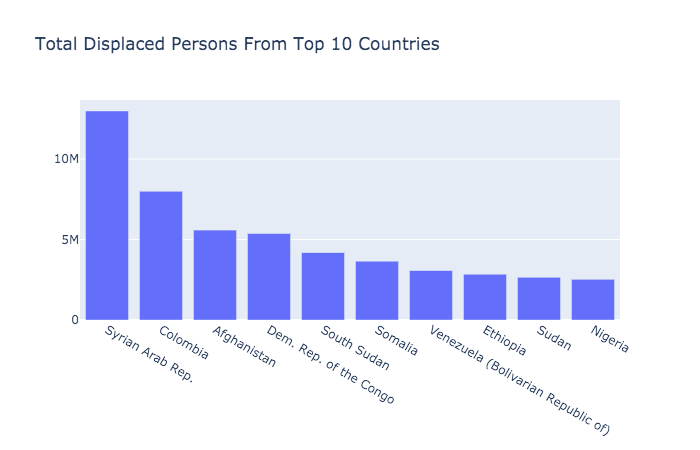 Total Displaced Persons From Top 10 Countries
10M
5M
0
Syrian Arab Rep.
Colombia
Afghanistan
Dem. Rep. of the Congo
South Sudan
Somalia
Venezuela (Bolivarian Republic of)
Ethiopia
Sudan
Nigeria